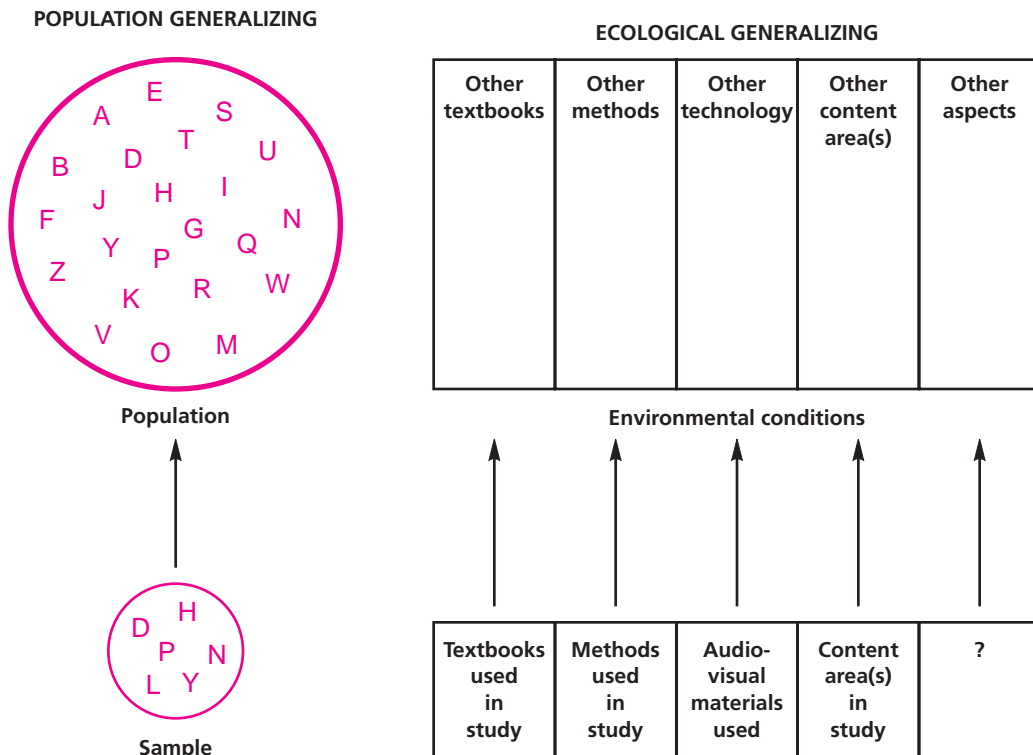 POPULATION GENERALIZING
E
A
S
T
U
B
D
H
I
J
F
N
G
Y
Q
P
Z
W
R
K
V
O
M
Population
H
D
P
N
L
Y
Sample
ECOLOGICAL GENERALIZING
Other
textbooks
Other
methods
Other
technology
Other
content
area(s)
Other
aspects
Environmental conditions
Textbooks
used
in
study
Methods
used
in
study
Audio-
visual
materials
used
Content
area(s)
in
study
?